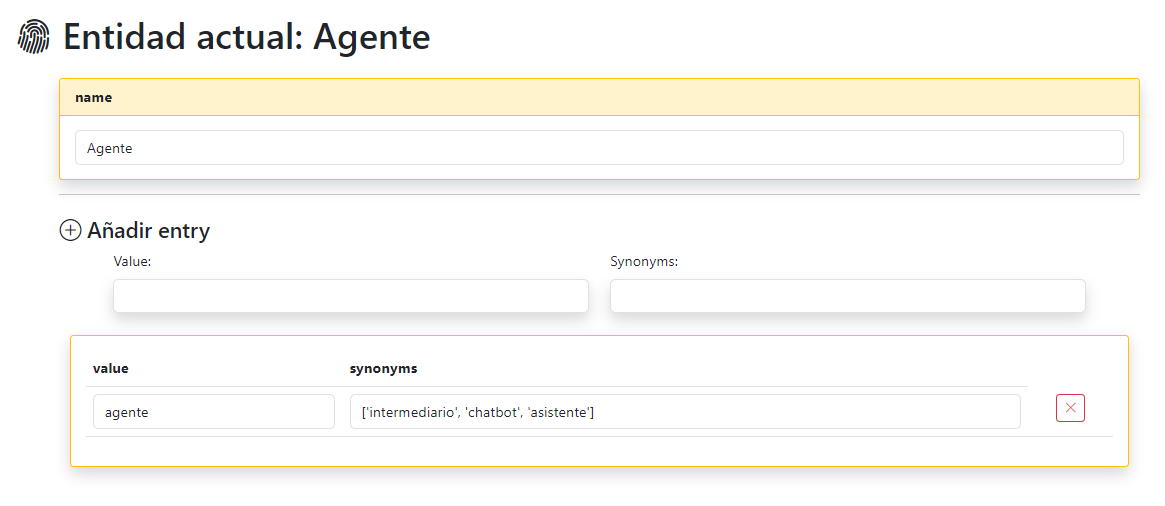 Entidad actual: Agente
name
Agente
Añadir entry
Value: Synonyms:
value synonyms
agente ['intermediario', 'chatbot', 'asistente']